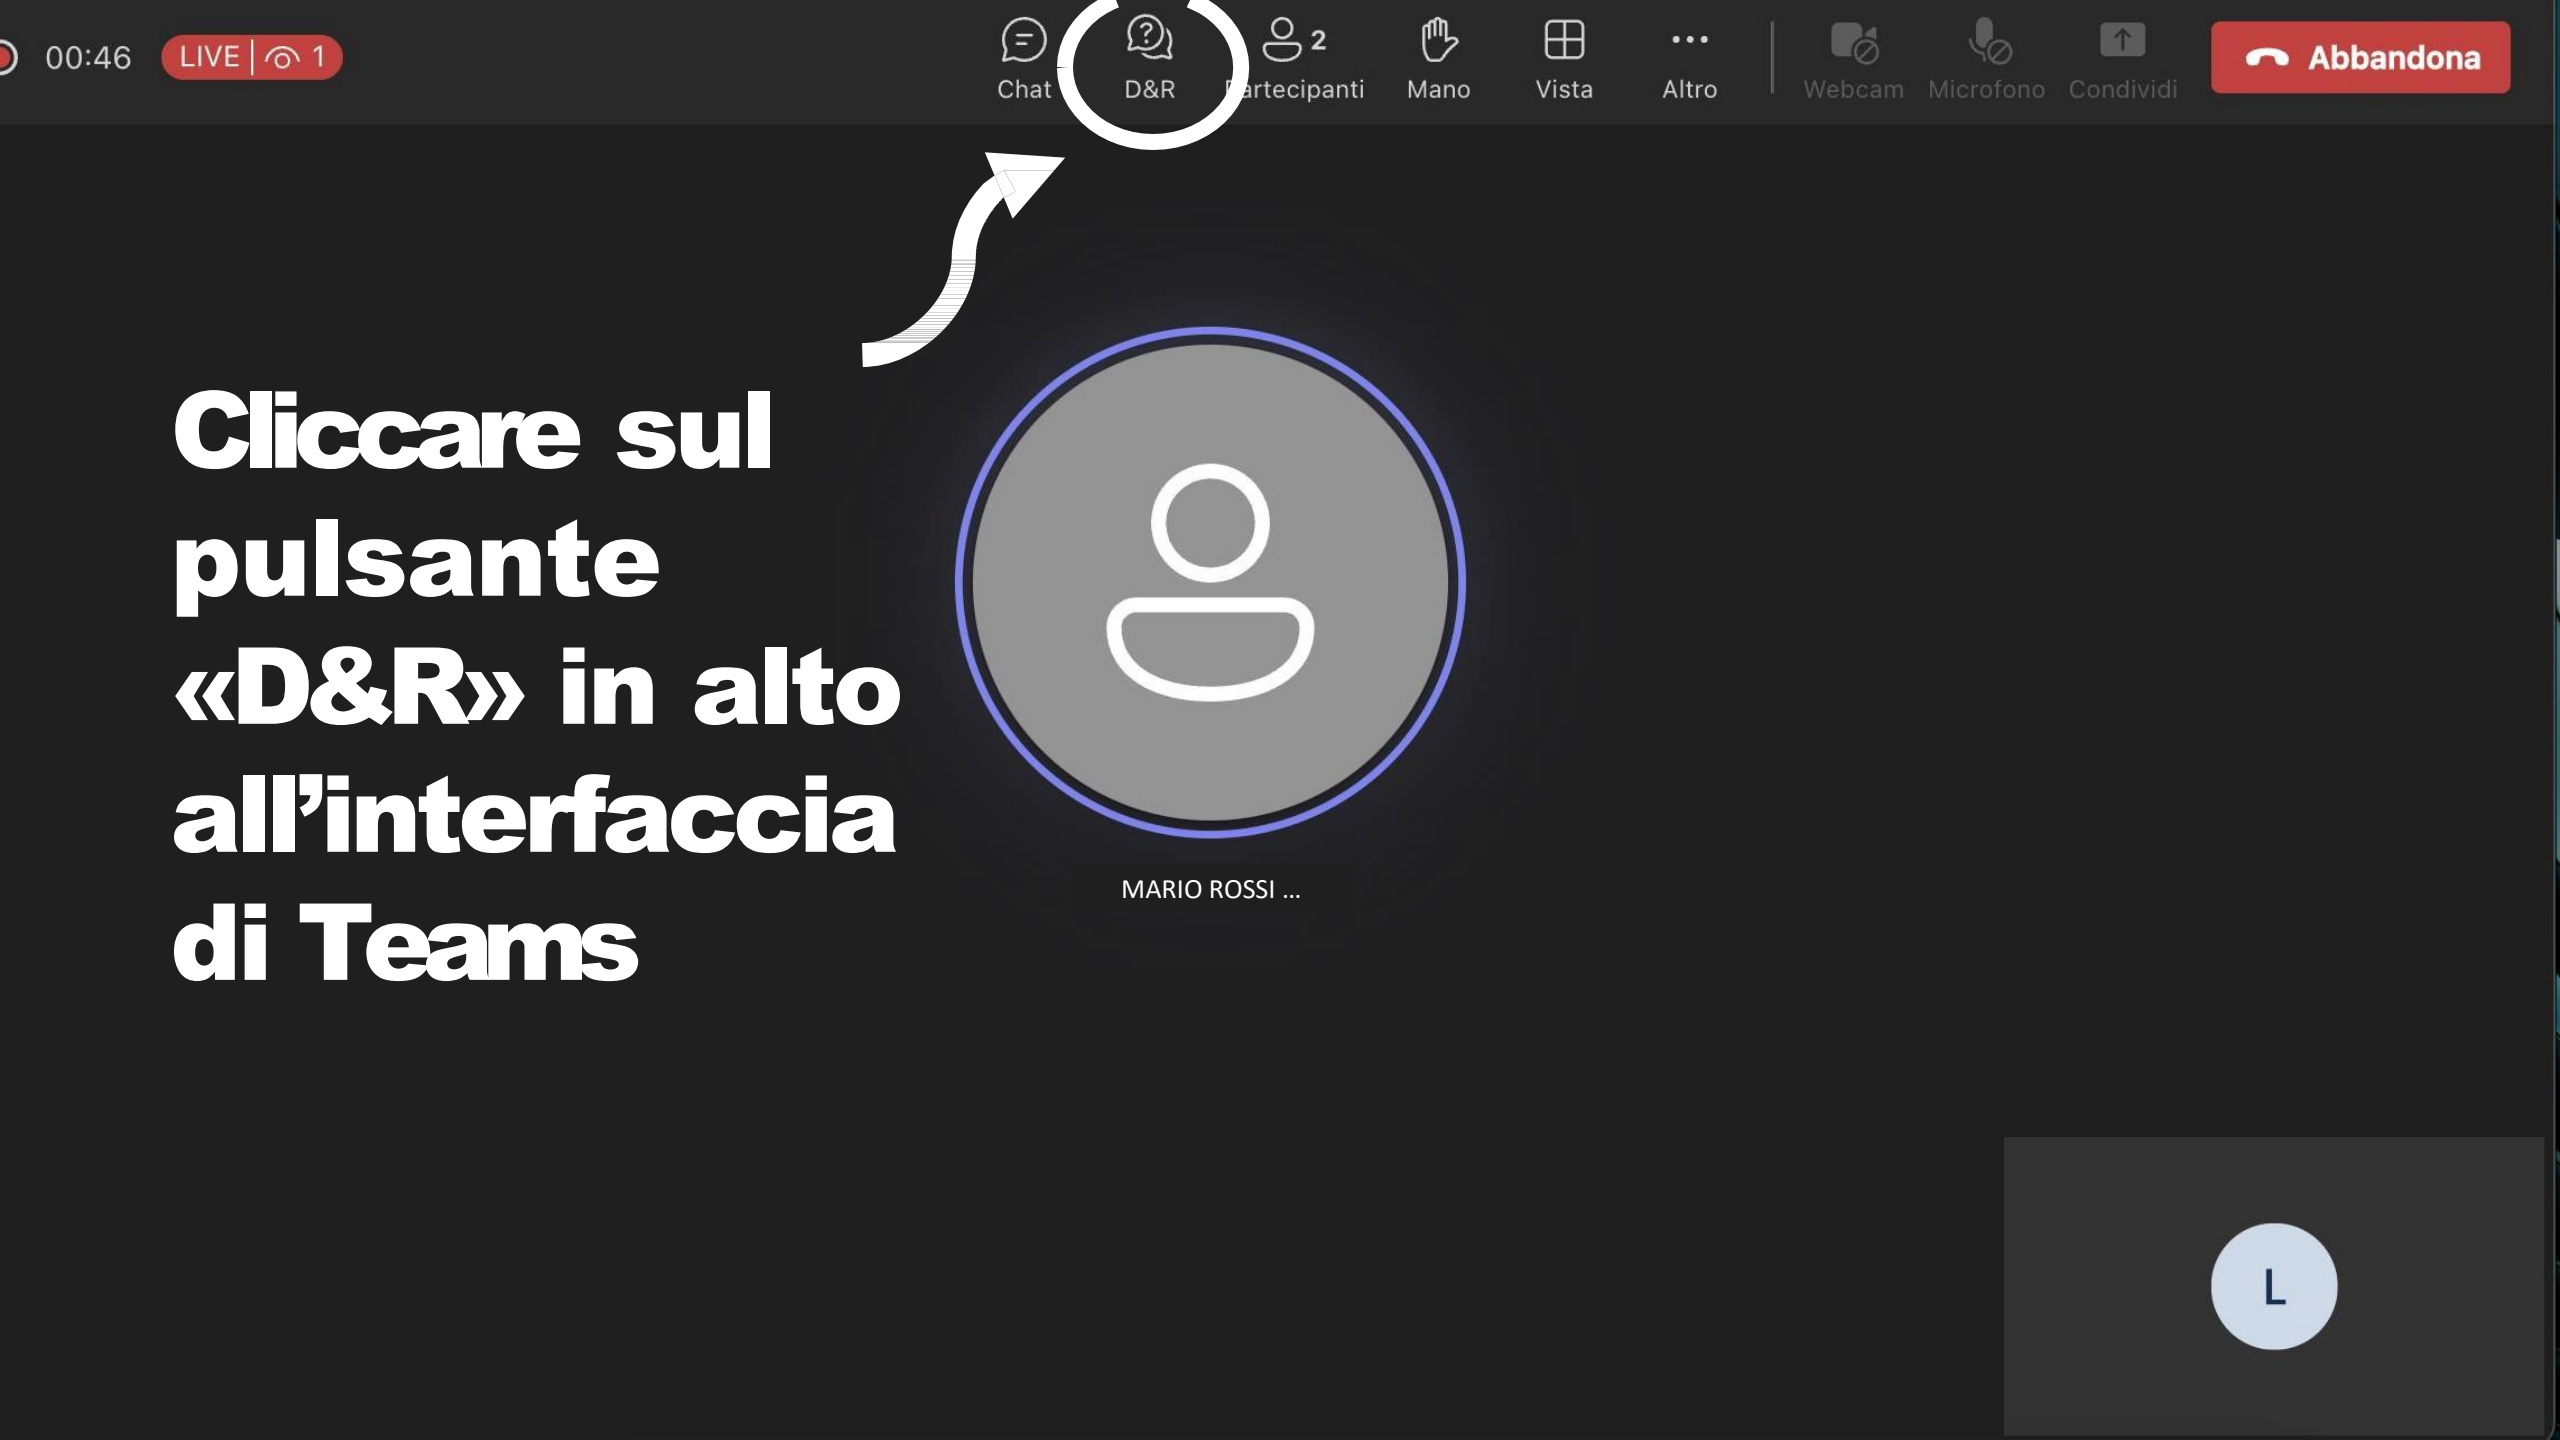 00:46 LIVE 1
Chat D&R 2 artecipanti Mano Vista Altro Webcam Microfono Condividi Abbandona
Cliccare sul
pulsante
«D&R» in alto
all’interfaccia
di Teams
MARIO ROSSI ...
L